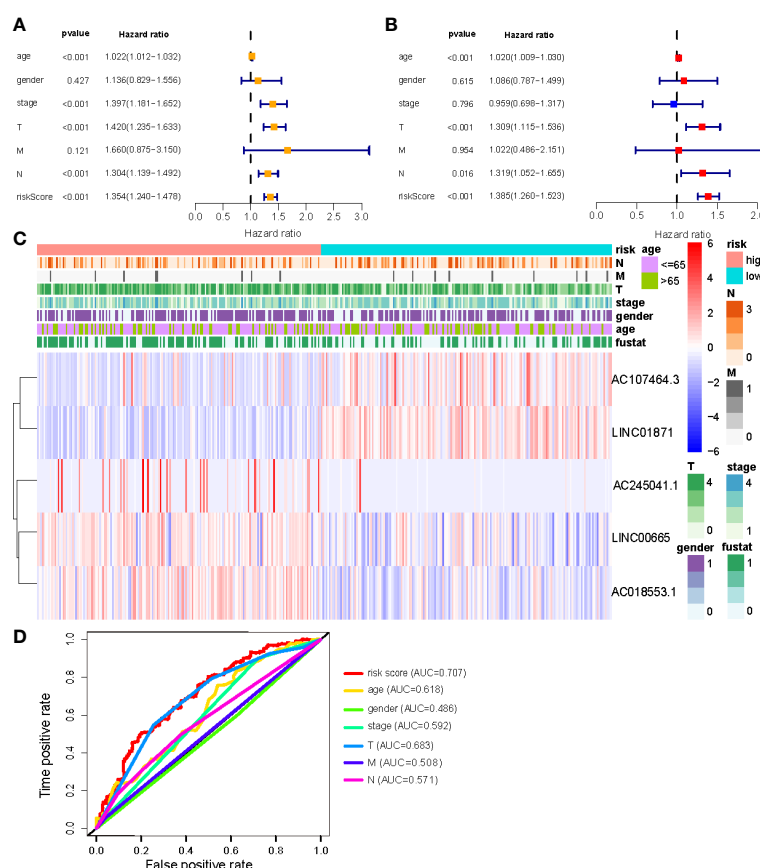 A
pvalue Hazard ratio
age <0.001 1.022(1.012−1.032)
gender 0.427 1.136(0.829−1.556)
stage <0.001 1.397(1.181−1.652)
T <0.001 1.420(1.235−1.633)
M 0.121 1.660(0.875−3.150)
N <0.001 1.304(1.139−1.492)
riskScore <0.001 1.354(1.240−1.478)
0.0 0.5 1.0 1.5 2.0 2.5 3.0
Hazard ratio
B
pvalue Hazard ratio
age <0.001 1.020(1.009−1.030)
gender 0.615 1.086(0.787−1.499)
stage 0.796 0.959(0.698−1.317)
T <0.001 1.309(1.115−1.536)
M 0.954 1.022(0.486−2.151)
N 0.016 1.319(1.052−1.655)
riskScore <0.001 1.385(1.260−1.523)
0.0 0.5 1.0 1.5 2.0
Hazard ratio
C
risk
N
M
T
stage
gender
age
fustat
AC107464.3
LINC01871
AC245041.1
LINC00665
AC018553.1
age
<=65
>65
6
4
2
0
−2
−4
−6
risk
high
low
N
3
0
M
1
0
T
4
0
stage
4
1
gender
1
0
fustat
1
0
D
Time positive rate
0.0 0.2 0.4 0.6 0.8 1.0
0.0 0.2 0.4 0.6 0.8 1.0
False positive rate
risk score (AUC=0.707)
age (AUC=0.618)
gender (AUC=0.486)
stage (AUC=0.592)
T (AUC=0.683)
M (AUC=0.508)
N (AUC=0.571)